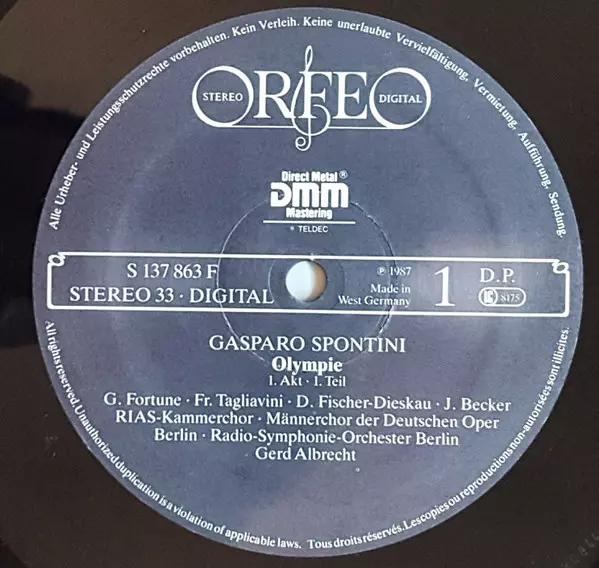 Alle Urheber- und Leistungsschutzrechte vorbehalten. Kein Verleih. Keine unerlaubte Vervielfältigung, Vermietung, Aufführung, Sendung.
ORFEO
STEREO DIGITAL
Direct Metal ®
DMM
Mastering
® TELDEC
S 137 863 F
STEREO 33 · DIGITAL
℗ 1987
Made in
West Germany
1
D.P.
LC 8175
GASPARO SPONTINI
Olympie
1. Akt · 1. Teil
G. Fortune · Fr. Tagliavini · D. Fischer-Dieskau · J. Becker
RIAS-Kammerchor · Männerchor der Deutschen Oper
Berlin · Radio-Symphonie-Orchester Berlin
Gerd Albrecht
All rights reserved. Unauthorized duplication is a violation of applicable laws. Tous droits réservés. Les copies ou reproductions non-autorisées sont illicites.